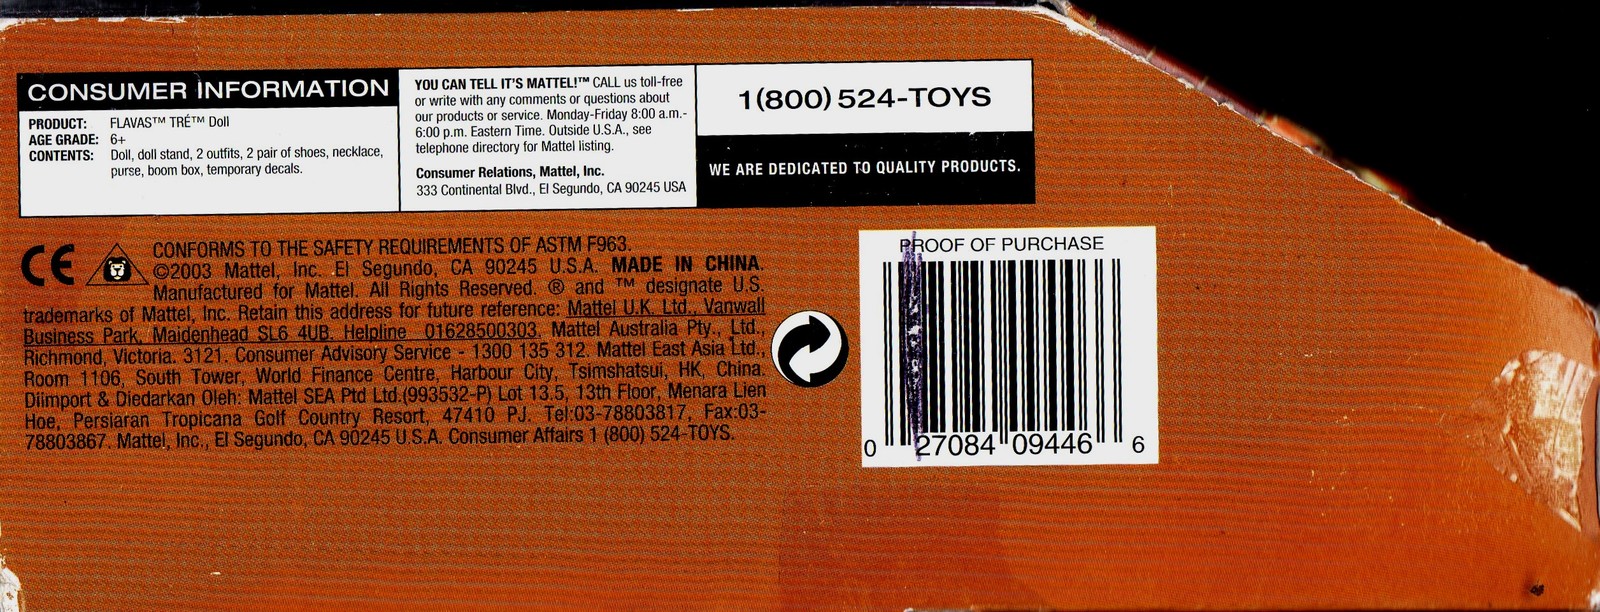 CONSUMER INFORMATION
PRODUCT: FLAVAS™ TRÉ™ Doll
AGE GRADE: 6+
CONTENTS: Doll, doll stand, 2 outfits, 2 pair of shoes, necklace,
purse, boom box, temporary decals.
YOU CAN TELL IT'S MATTEL!™ CALL us toll-free
or write with any comments or questions about
our products or service. Monday-Friday 8:00 a.m.-
6:00 p.m. Eastern Time. Outside U.S.A., see
telephone directory for Mattel listing.
Consumer Relations, Mattel, Inc.
333 Continental Blvd., El Segundo, CA 90245 USA
1(800) 524-TOYS
WE ARE DEDICATED TO QUALITY PRODUCTS.
CE
CONFORMS TO THE SAFETY REQUIREMENTS OF ASTM F963.
©2003 Mattel, Inc. El Segundo, CA 90245 U.S.A. MADE IN CHINA.
Manufactured for Mattel. All Rights Reserved. ® and ™ designate U.S.
trademarks of Mattel, Inc. Retain this address for future reference: Mattel U.K. Ltd., Vanwall
Business Park, Maidenhead SL6 4UB. Helpline 01628500303. Mattel Australia Pty., Ltd.,
Richmond, Victoria. 3121. Consumer Advisory Service - 1300 135 312. Mattel East Asia Ltd.,
Room 1106, South Tower, World Finance Centre, Harbour City, Tsimshatsui, HK, China.
Diimport & Diedarkan Oleh: Mattel SEA Ptd Ltd.(993532-P) Lot 13.5, 13th Floor, Menara Lien
Hoe, Persiaran Tropicana Golf Country Resort, 47410 PJ. Tel:03-78803817, Fax:03-
78803867. Mattel, Inc., El Segundo, CA 90245 U.S.A. Consumer Affairs 1 (800) 524-TOYS.
PROOF OF PURCHASE
0 27084 09446 6